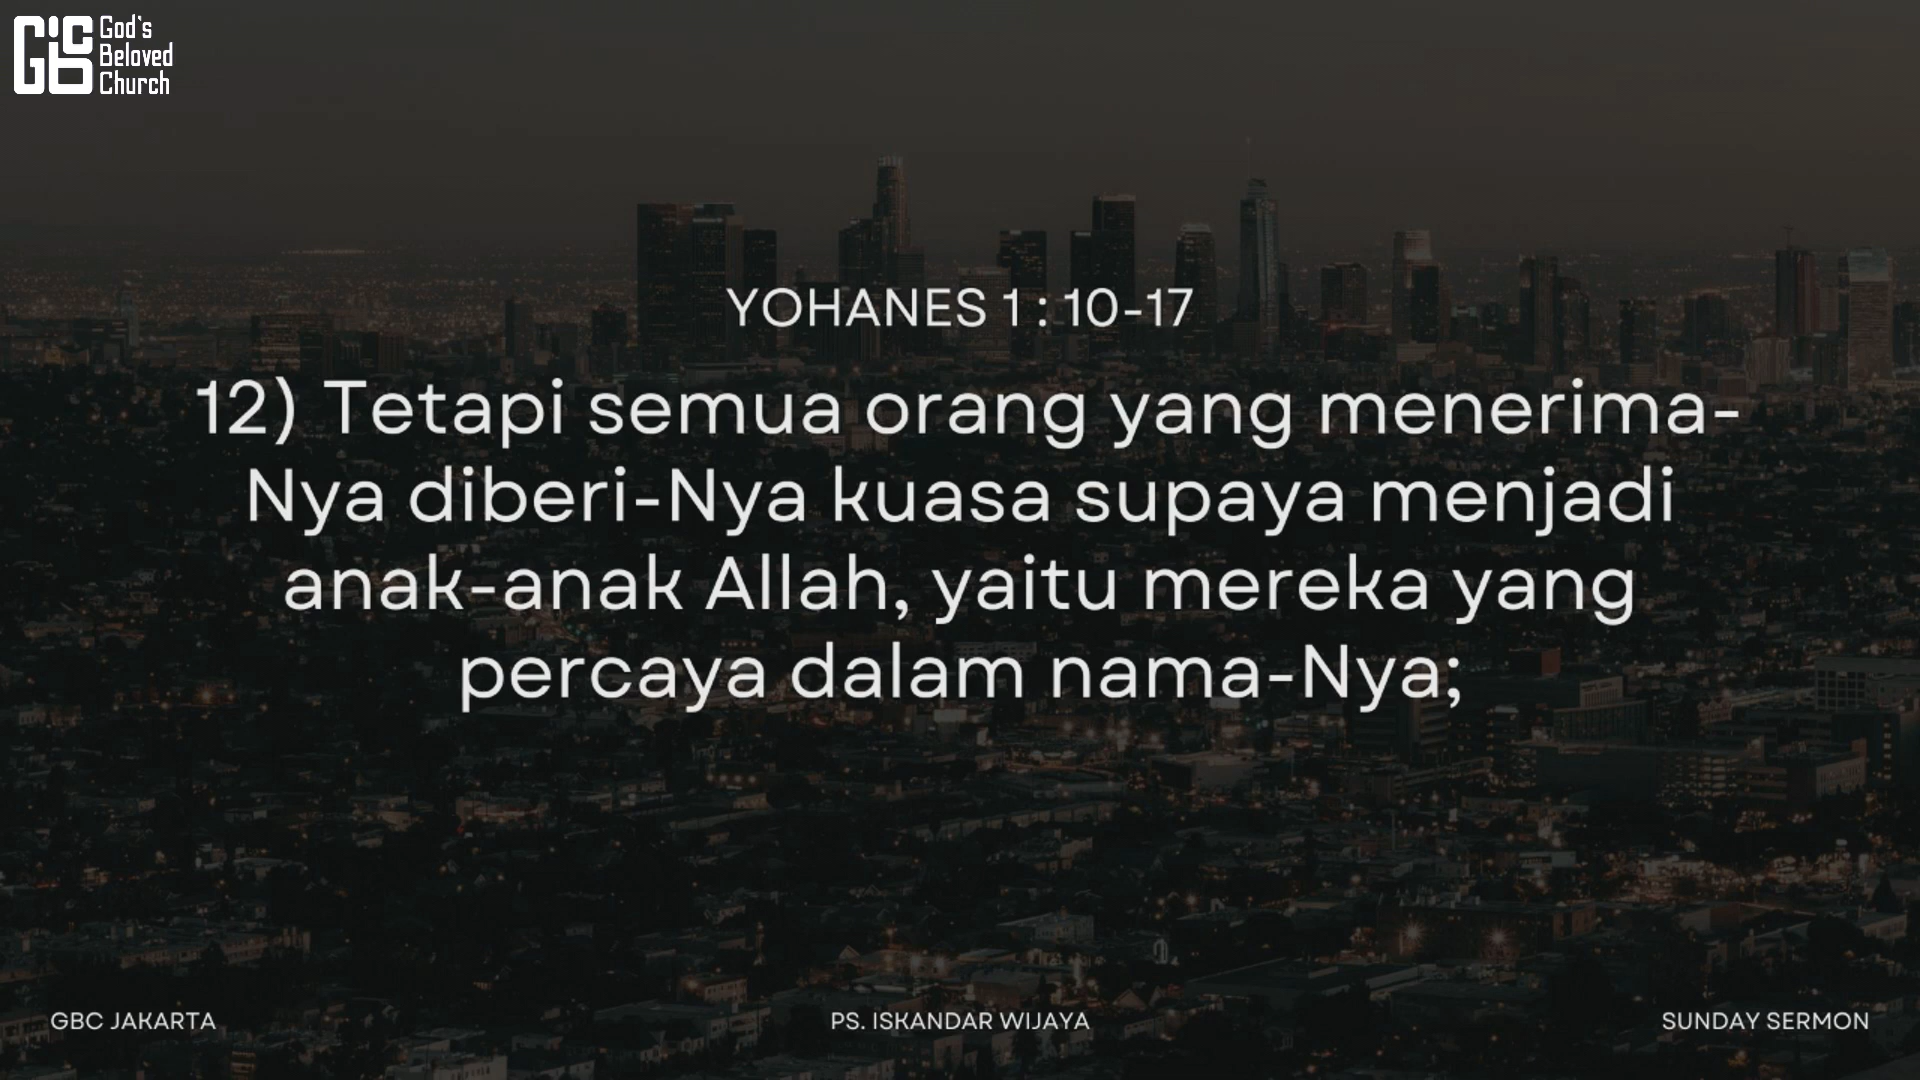 God's
Beloved
Church
YOHANES 1 : 10-17
12) Tetapi semua orang yang menerima-
Nya diberi-Nya kuasa supaya menjadi
anak-anak Allah, yaitu mereka yang
percaya dalam nama-Nya;
GBC JAKARTA
PS. ISKANDAR WIJAYA
SUNDAY SERMON